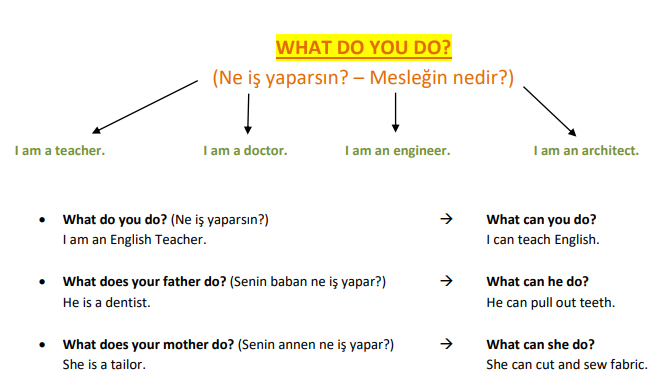 WHAT DO YOU DO?
(Ne iş yaparsın? – Mesleğin nedir?)
I am a teacher. I am a doctor. I am an engineer. I am an architect.
• What do you do? (Ne iş yaparsın?) → What can you do?
I am an English Teacher. I can teach English.
• What does your father do? (Senin baban ne iş yapar?) → What can he do?
He is a dentist. He can pull out teeth.
• What does your mother do? (Senin annen ne iş yapar?) → What can she do?
She is a tailor. She can cut and sew fabric.